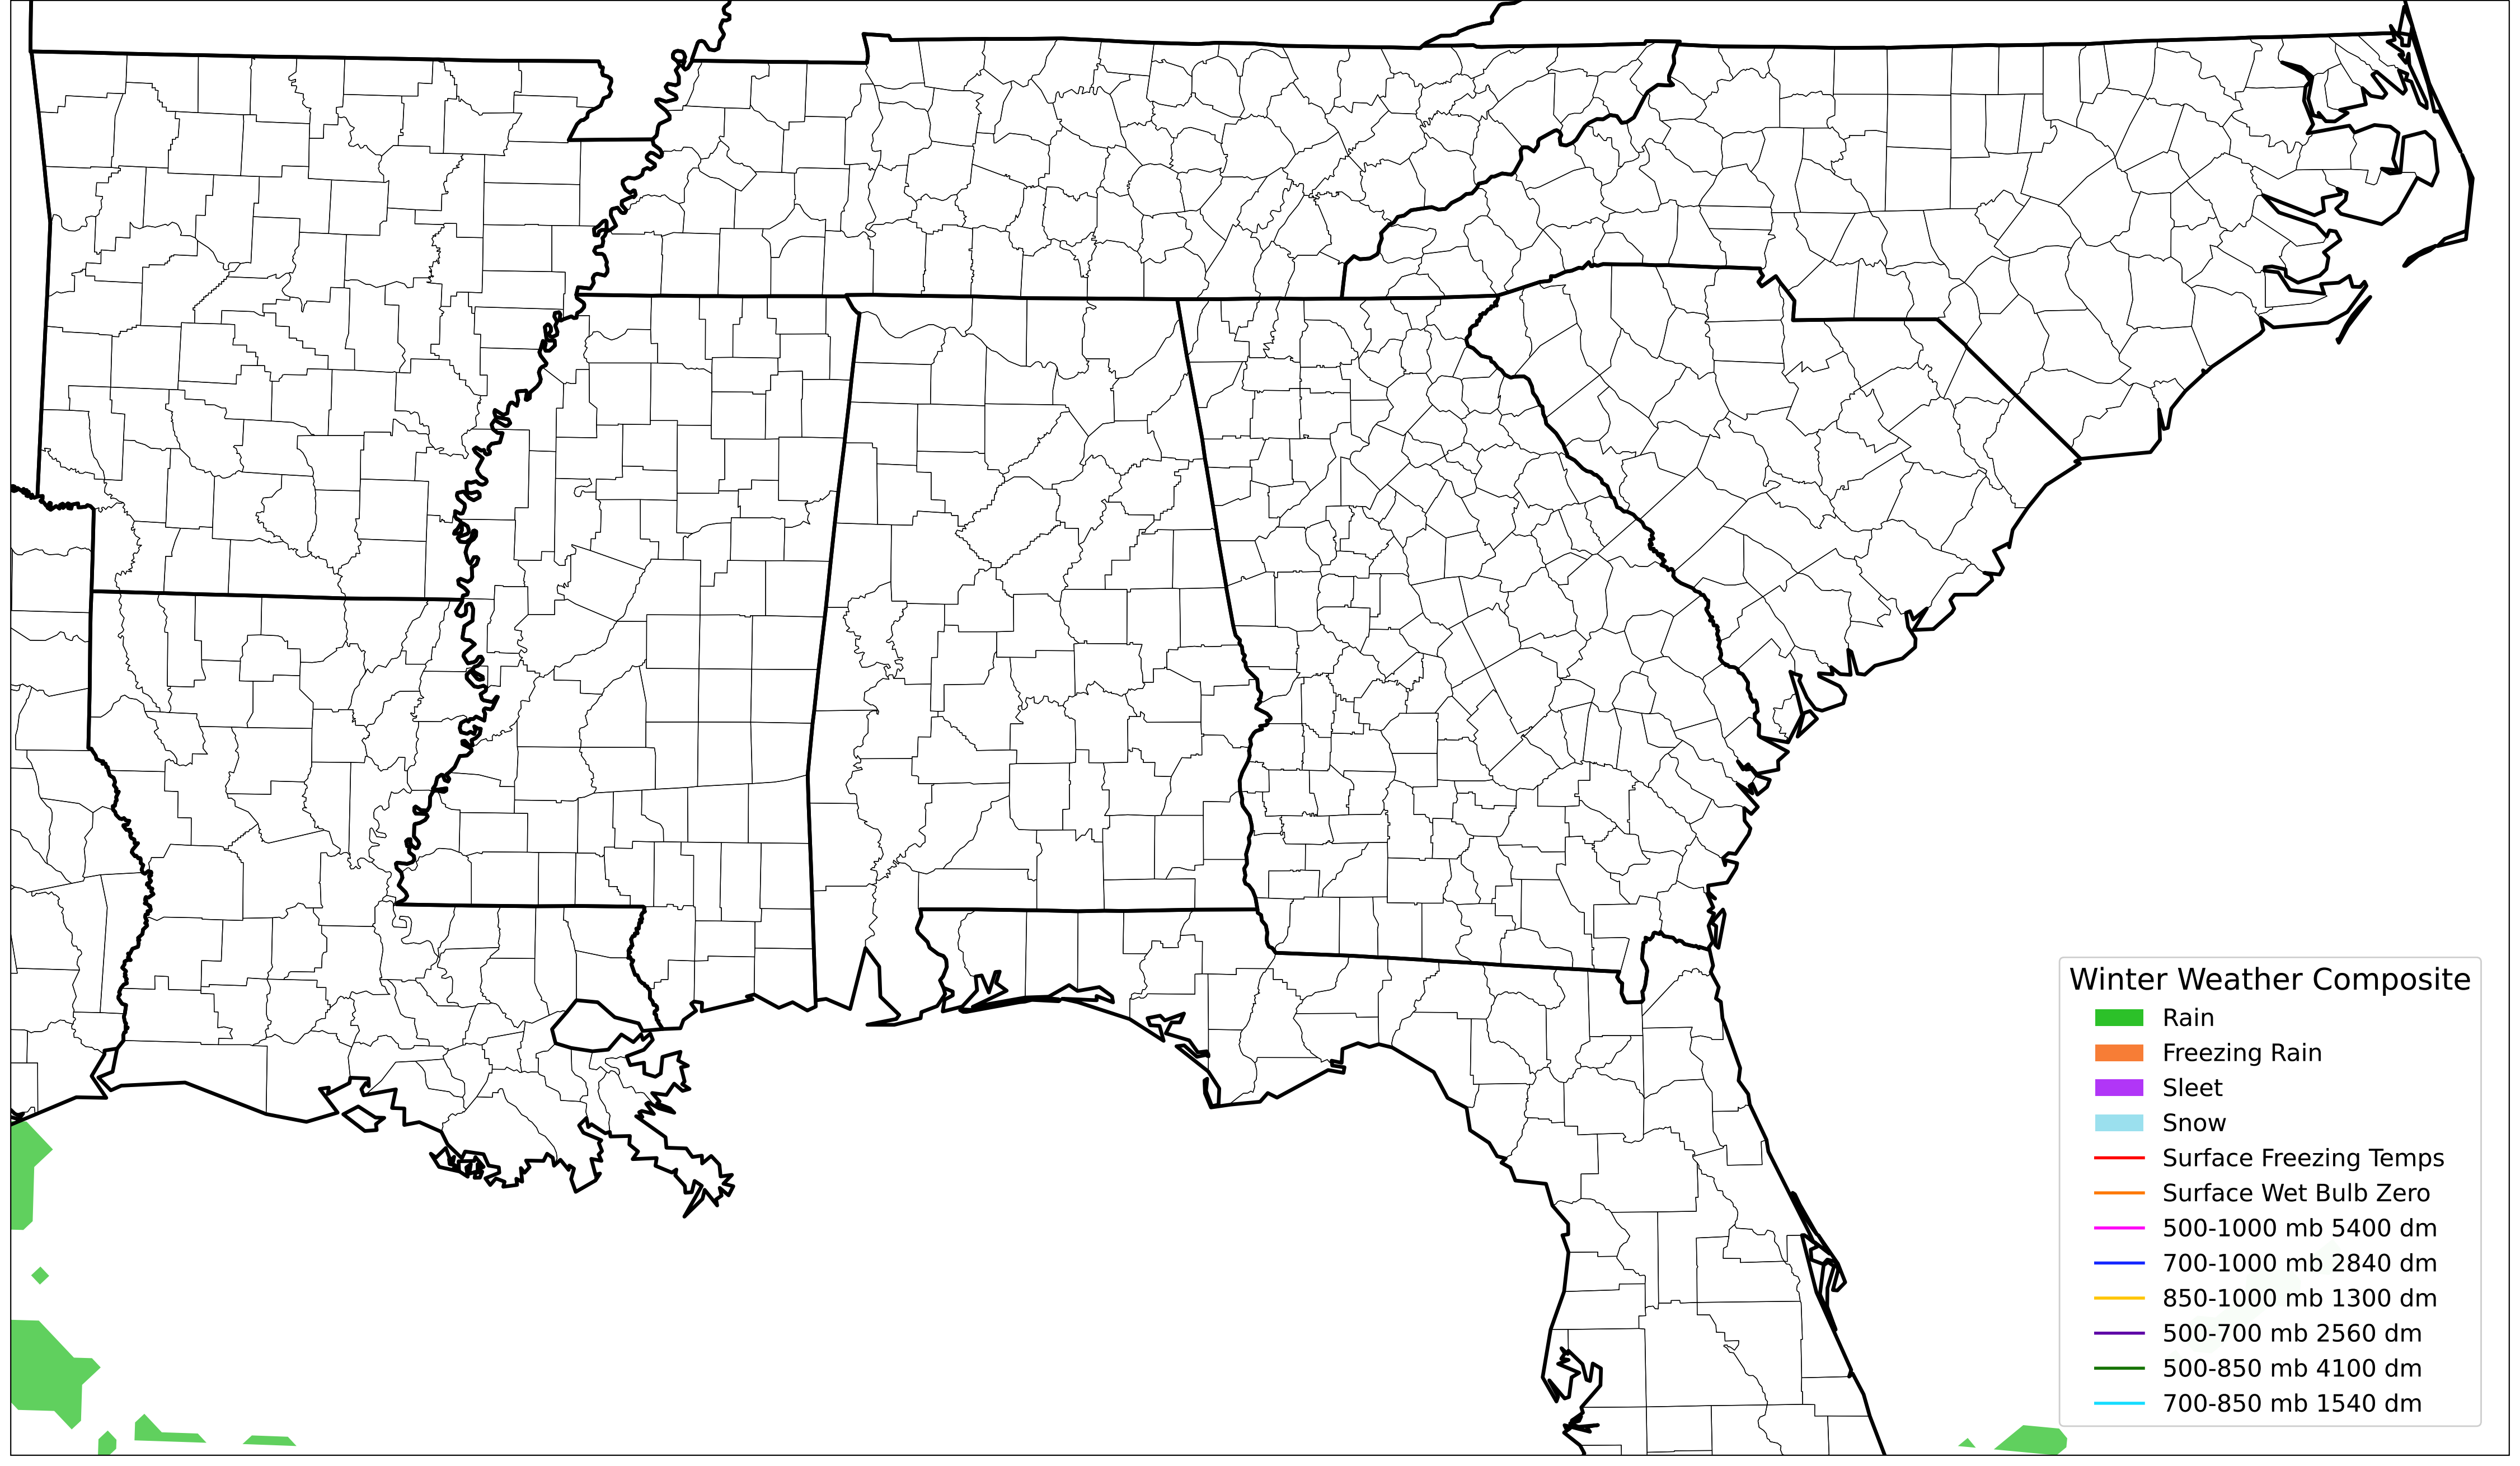 Winter Weather Composite
Rain
Freezing Rain
Sleet
Snow
Surface Freezing Temps
Surface Wet Bulb Zero
500-1000 mb 5400 dm
700-1000 mb 2840 dm
850-1000 mb 1300 dm
500-700 mb 2560 dm
500-850 mb 4100 dm
700-850 mb 1540 dm